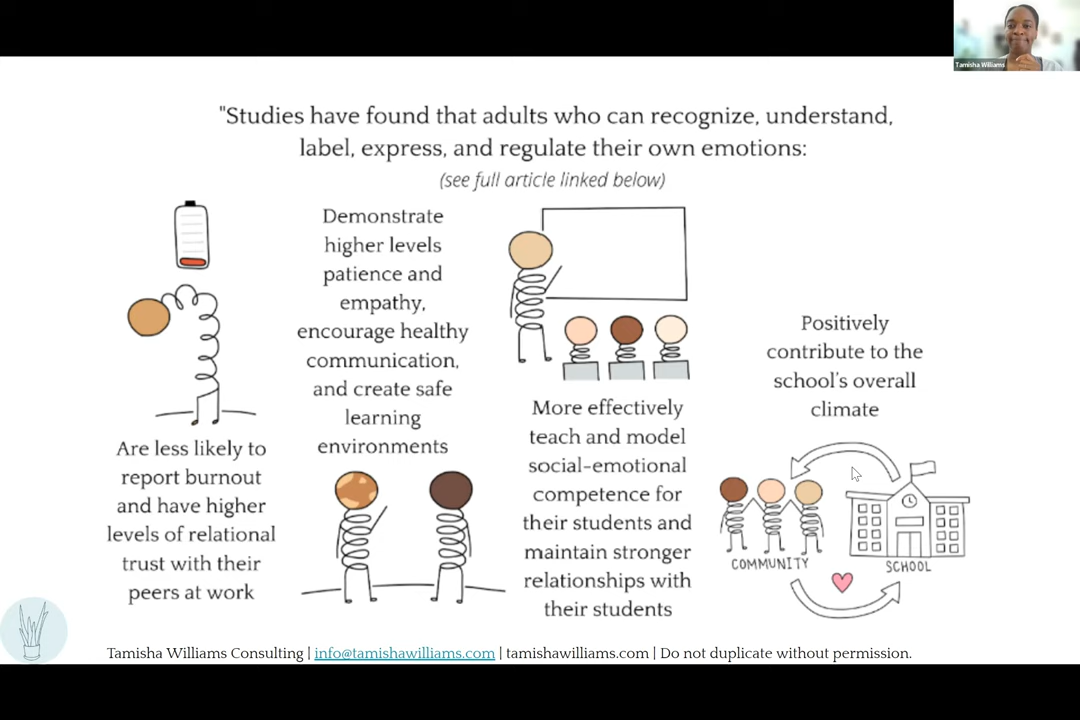 Tamisha Williams
"Studies have found that adults who can recognize, understand,
label, express, and regulate their own emotions:
(see full article linked below)
Are less likely to
report burnout
and have higher
levels of relational
trust with their
peers at work
Demonstrate
higher levels
patience and
empathy,
encourage healthy
communication,
and create safe
learning
environments
More effectively
teach and model
social-emotional
competence for
their students and
maintain stronger
relationships with
their students
Positively
contribute to the
school's overall
climate
COMMUNITY
SCHOOL
Tamisha Williams Consulting | info@tamishawilliams.com | tamishawilliams.com | Do not duplicate without permission.